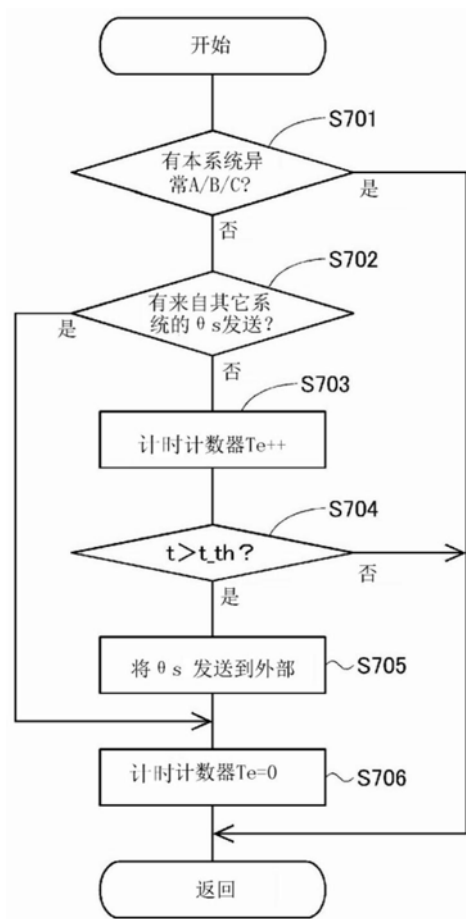 开始
S701
有本系统异
常A/B/C?
是
否
S702
有来自其它系
统的θs发送?
是
否
S703
计时计数器Te++
S704
t>t_th?
否
是
将θs 发送到外部
S705
计时计数器Te=0
S706
返回